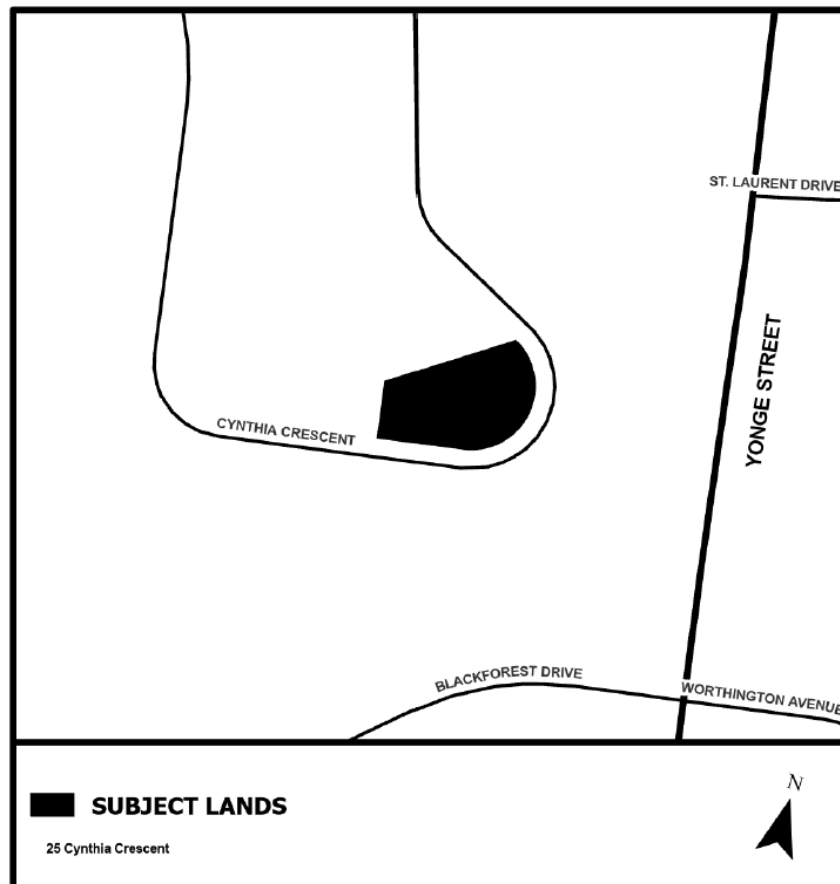 ST. LAURENT DRIVE
YONGE STREET
CYNTHIA CRESCENT
BLACKFOREST DRIVE
WORTHINGTON AVENUE
N
SUBJECT LANDS
25 Cynthia Crescent